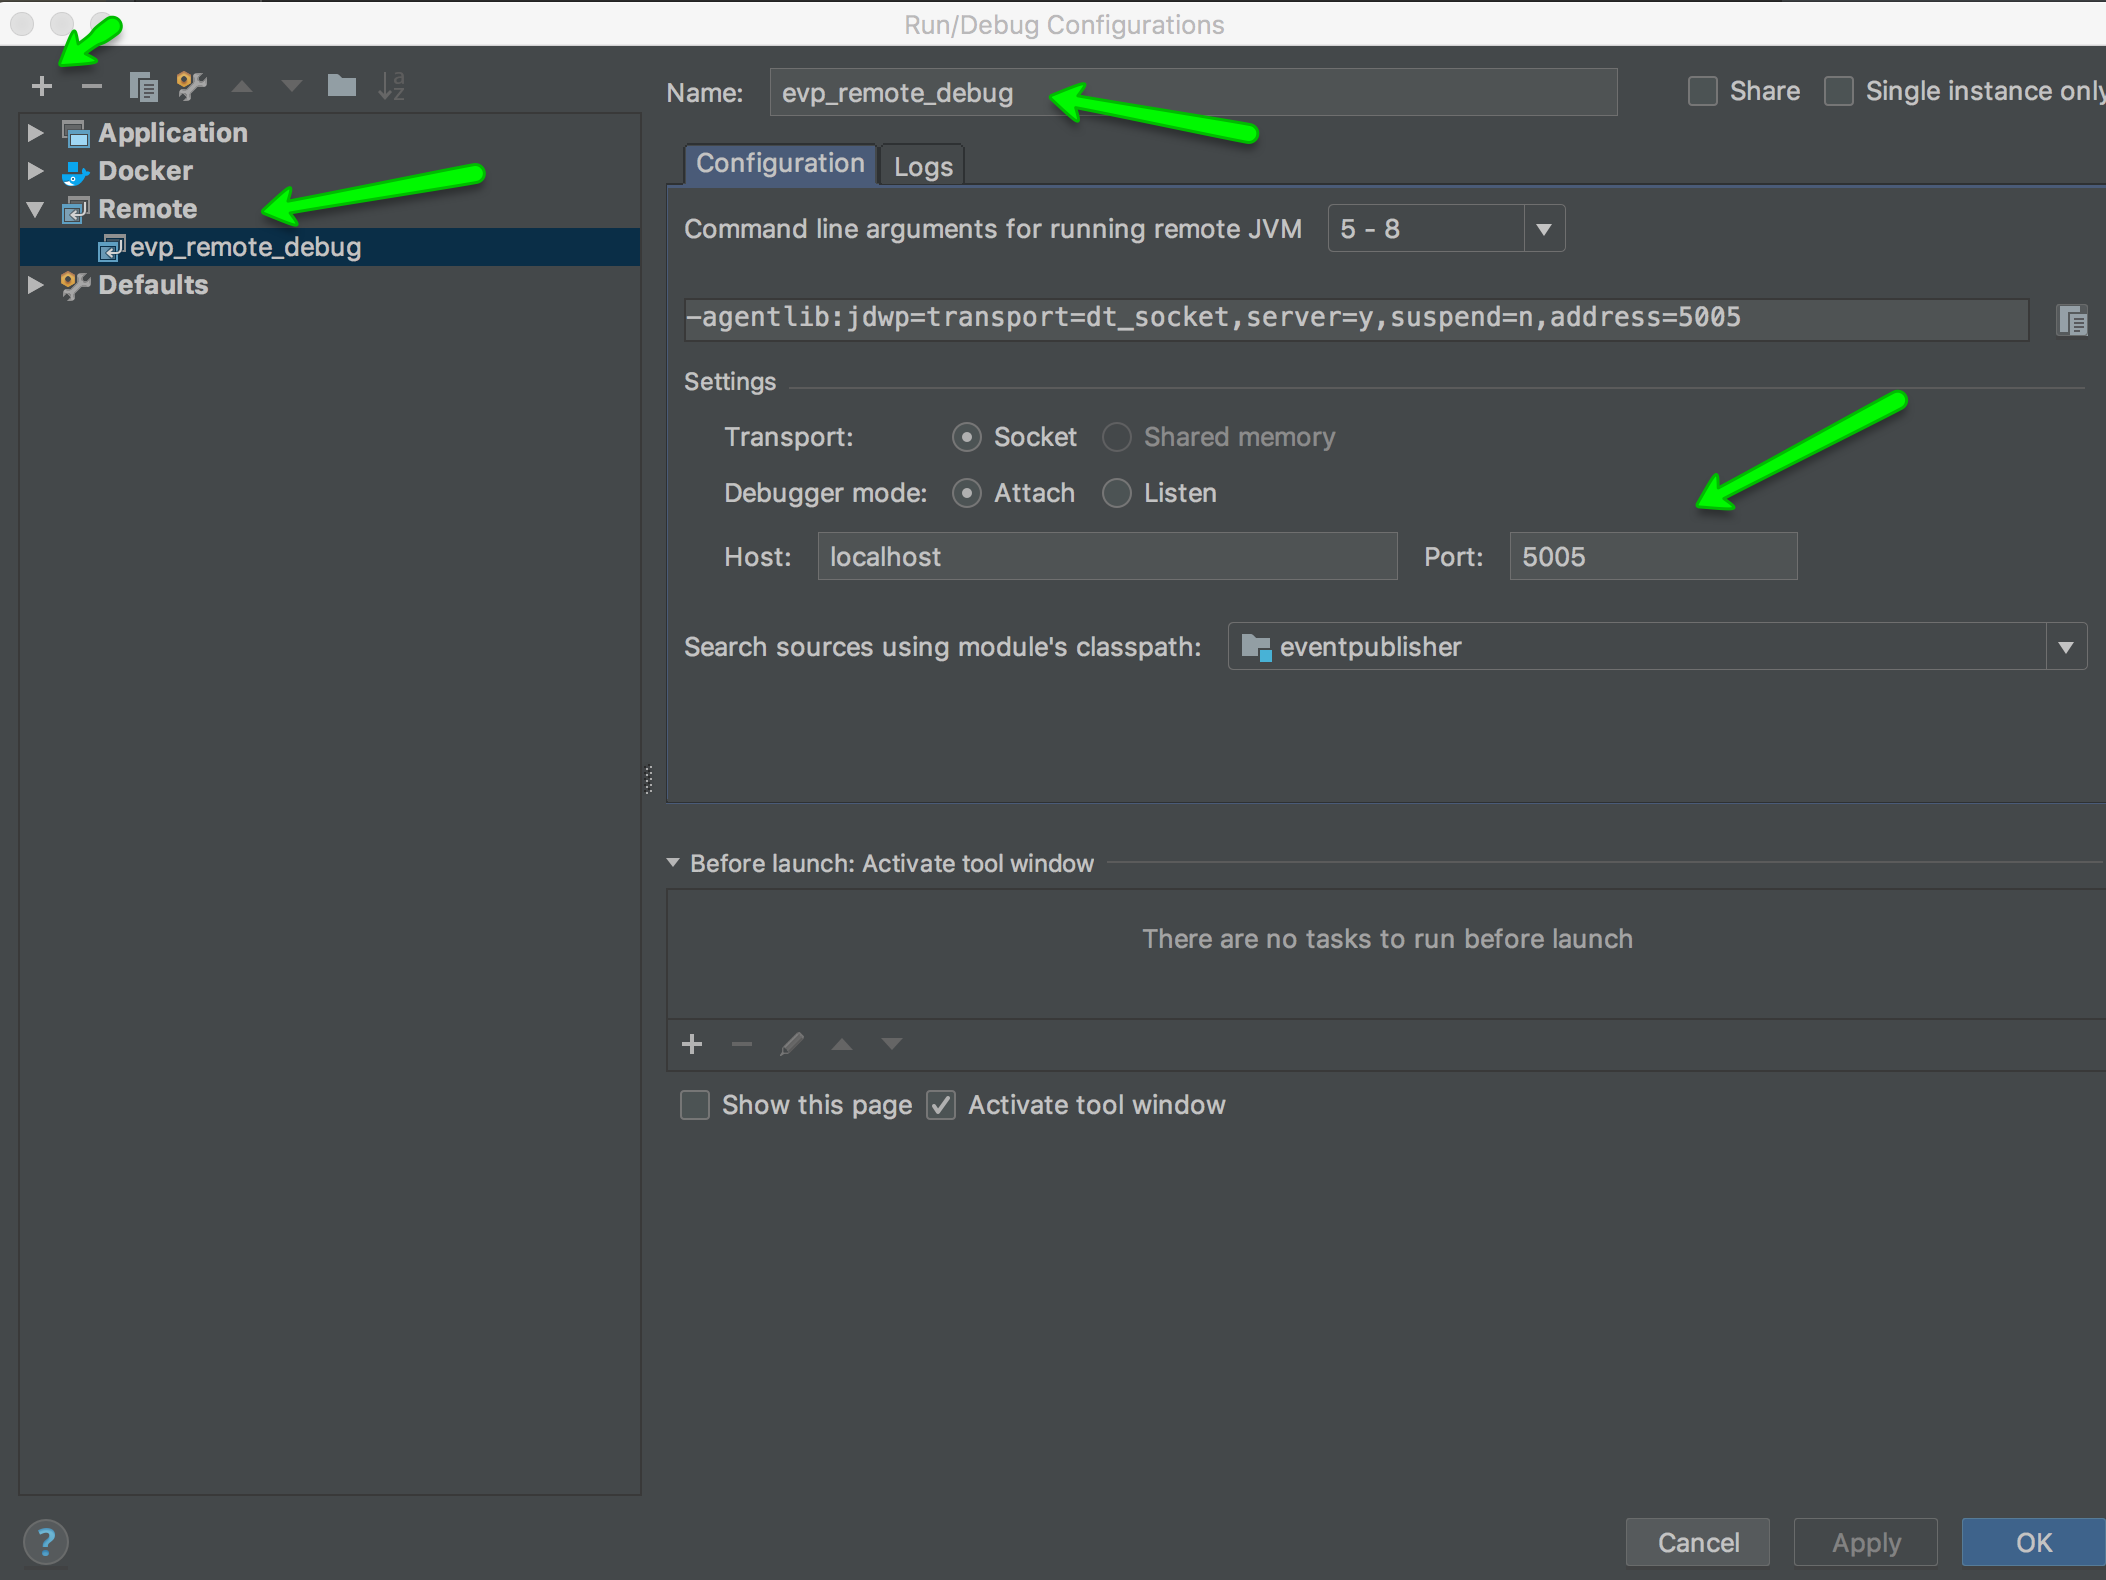 Run/Debug Configurations
Name: evp_remote_debug Share Single instance only
Application
Docker
Remote
evp_remote_debug
Defaults
Configuration Logs
Command line arguments for running remote JVM 5 - 8
-agentlib:jdwp=transport=dt_socket,server=y,suspend=n,address=5005
Settings
Transport: Socket Shared memory
Debugger mode: Attach Listen
Host: localhost Port: 5005
Search sources using module's classpath: eventpublisher
Before launch: Activate tool window
There are no tasks to run before launch
Show this page Activate tool window
? Cancel Apply OK